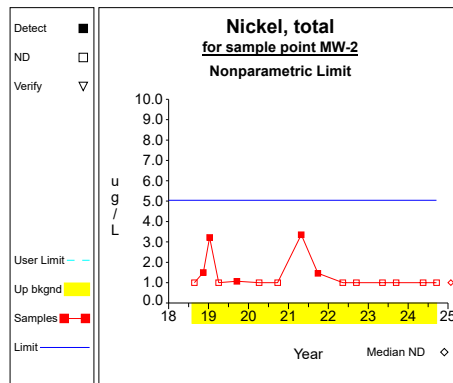 Detect
ND
Verify
User Limit
Up bkgnd
Samples
Limit
Nickel, total
for sample point MW-2
Nonparametric Limit
ug/L
10.0
9.0
8.0
7.0
6.0
5.0
4.0
3.0
2.0
1.0
0.0
18 19 20 21 22 23 24 25
Year
Median ND